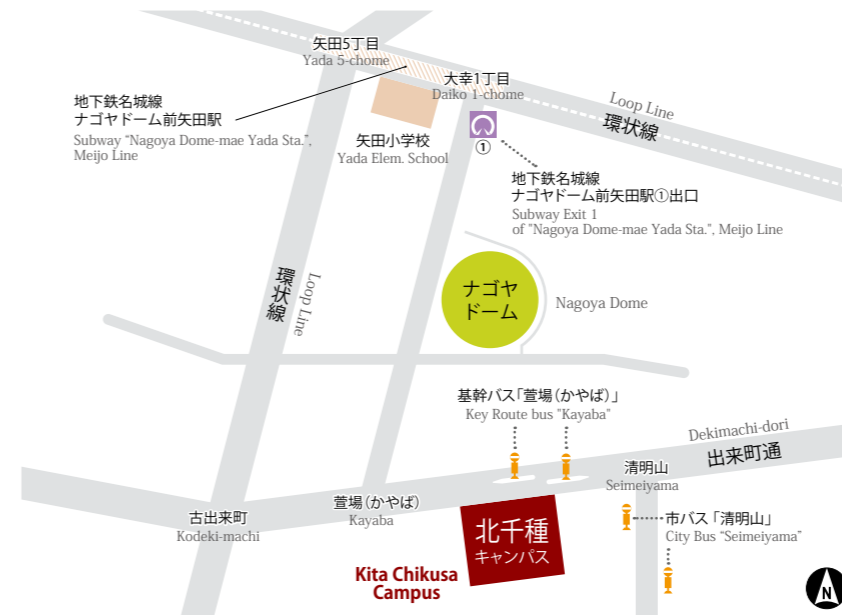 矢田5丁目
Yada 5-chome
大幸1丁目
Daiko 1-chome
Loop Line
環状線
地下鉄名城線
ナゴヤドーム前矢田駅
Subway “Nagoya Dome-mae Yada Sta.”,
Meijo Line
矢田小学校
Yada Elem. School
①
地下鉄名城線
ナゴヤドーム前矢田駅①出口
Subway Exit 1
of “Nagoya Dome-mae Yada Sta.”, Meijo Line
環状線
Loop Line
ナゴヤ
ドーム
Nagoya Dome
基幹バス「萱場（かやば）」
Key Route bus “Kayaba”
Dekimachi-dori
出来町通
清明山
Seimeiyama
萱場（かやば）
Kayaba
古出来町
Kodeki-machi
市バス「清明山」
City Bus “Seimeiyama”
北千種
キャンパス
Kita Chikusa
Campus
N